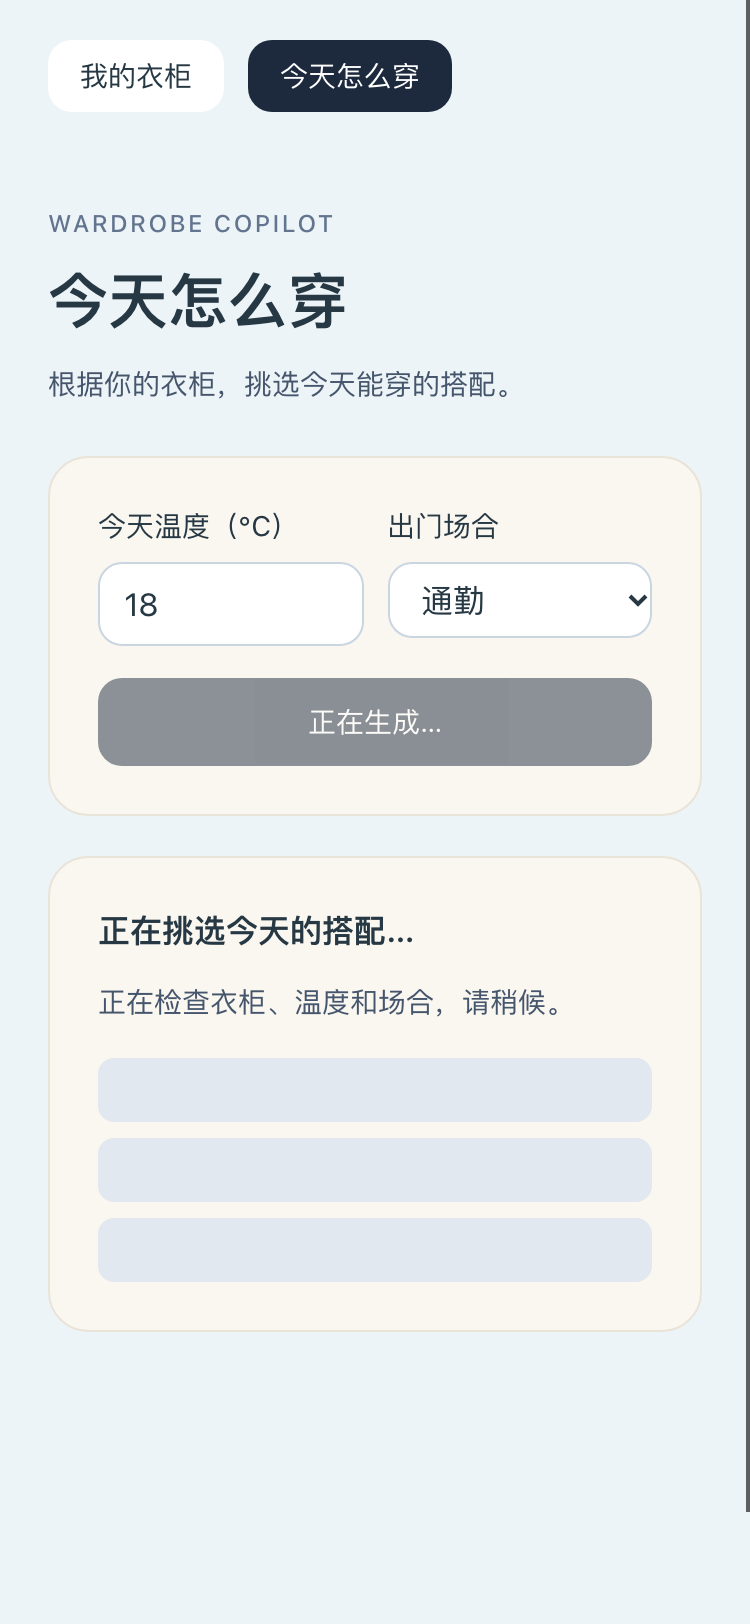 我的衣柜 今天怎么穿
WARDROBE COPILOT
今天怎么穿
根据你的衣柜，挑选今天能穿的搭配。
今天温度（°C） 出门场合
18 通勤
正在生成...
正在挑选今天的搭配...
正在检查衣柜、温度和场合，请稍候。